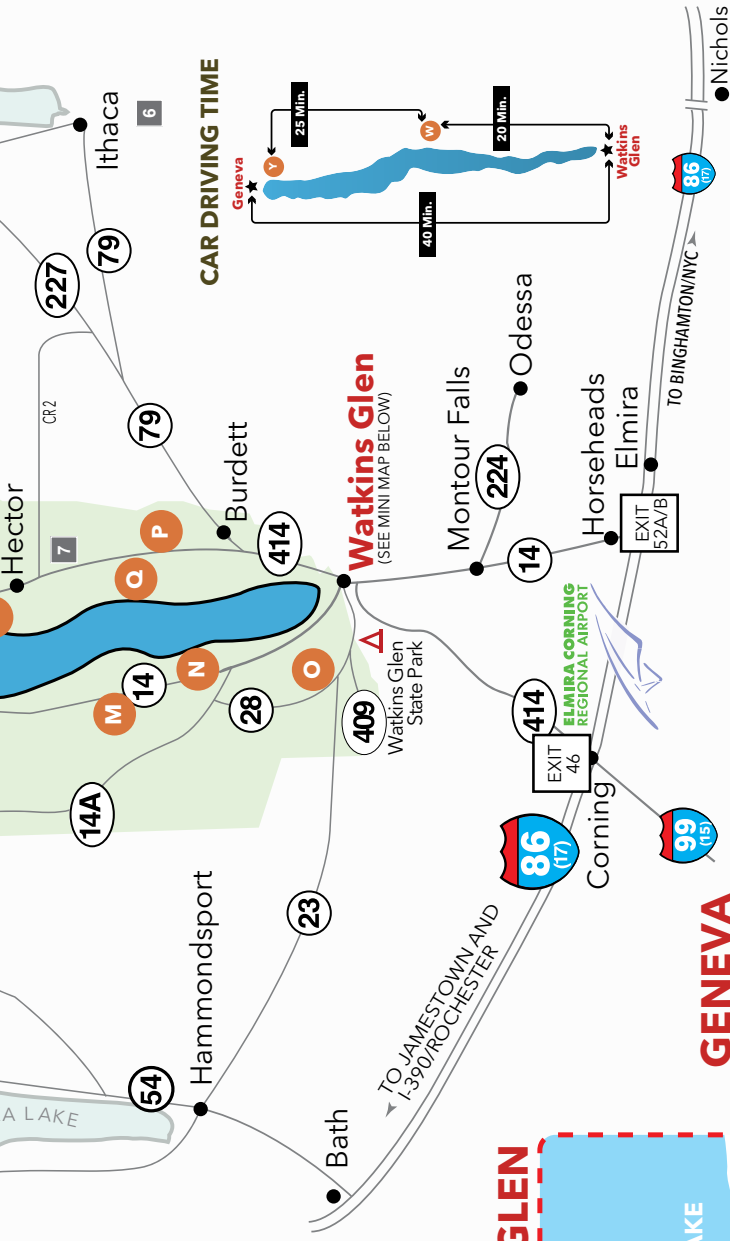 Ithaca
6
79
227
CR 2
79
Hector
7
Burdett
P
Q
414
M
14
N
O
28
409
14A
Watkins Glen
(SEE MINI MAP BELOW)
Watkins Glen
State Park
23
Hammondsport
54
A LAKE
Bath
CAR DRIVING TIME
Geneva
Y
25 Min.
W
20 Min.
40 Min.
Watkins
Glen
Montour Falls
Odessa
224
14
Horseheads
Elmira
EXIT
52A/B
ELMIRA CORNING
REGIONAL AIRPORT
414
EXIT
46
Corning
86
(17)
99
(15)
TO JAMESTOWN AND
I-390/ROCHESTER
TO BINGHAMTON/NYC
86
(17)
Nichols
GENEVA
GLEN
AKE